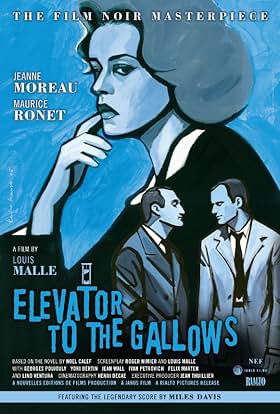 THE FILM NOIR MASTERPIECE
JEANNE
MOREAU
MAURICE
RONET
A FILM BY
LOUIS
MALLE
ELEVATOR
TO THE GALLOWS
BASED ON THE NOVEL BY NOEL CALEF SCREENPLAY ROGER NIMIER AND LOUIS MALLE
WITH GEORGES POUJOULY YORI BERTIN JEAN WALL IVAN PETROVICH FELIX MARTEN
AND LINO VENTURA CINEMATOGRAPHY HENRI DECAE EXECUTIVE PRODUCER JEAN THUILLIER
A NOUVELLES EDITIONS DE FILMS PRODUCTION A JANUS FILM A RIALTO PICTURES RELEASE
NEF
JANUS FILMS
RIALTO
FEATURING THE LEGENDARY SCORE BY MILES DAVIS